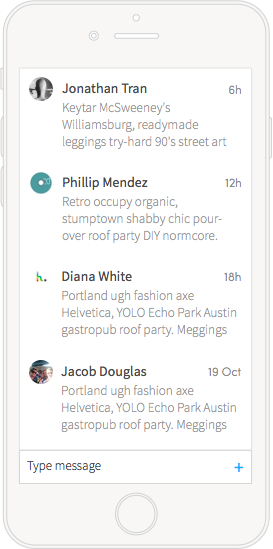 Jonathan Tran 6h
Keytar McSweeney's
Williamsburg, readymade
leggings try-hard 90's street art
Phillip Mendez 12h
Retro occupy organic,
stumptown shabby chic pour-
over roof party DIY normcore.
h.
Diana White 18h
Portland ugh fashion axe
Helvetica, YOLO Echo Park Austin
gastropub roof party. Meggings
Jacob Douglas 19 Oct
Portland ugh fashion axe
Helvetica, YOLO Echo Park Austin
gastropub roof party. Meggings
Type message +